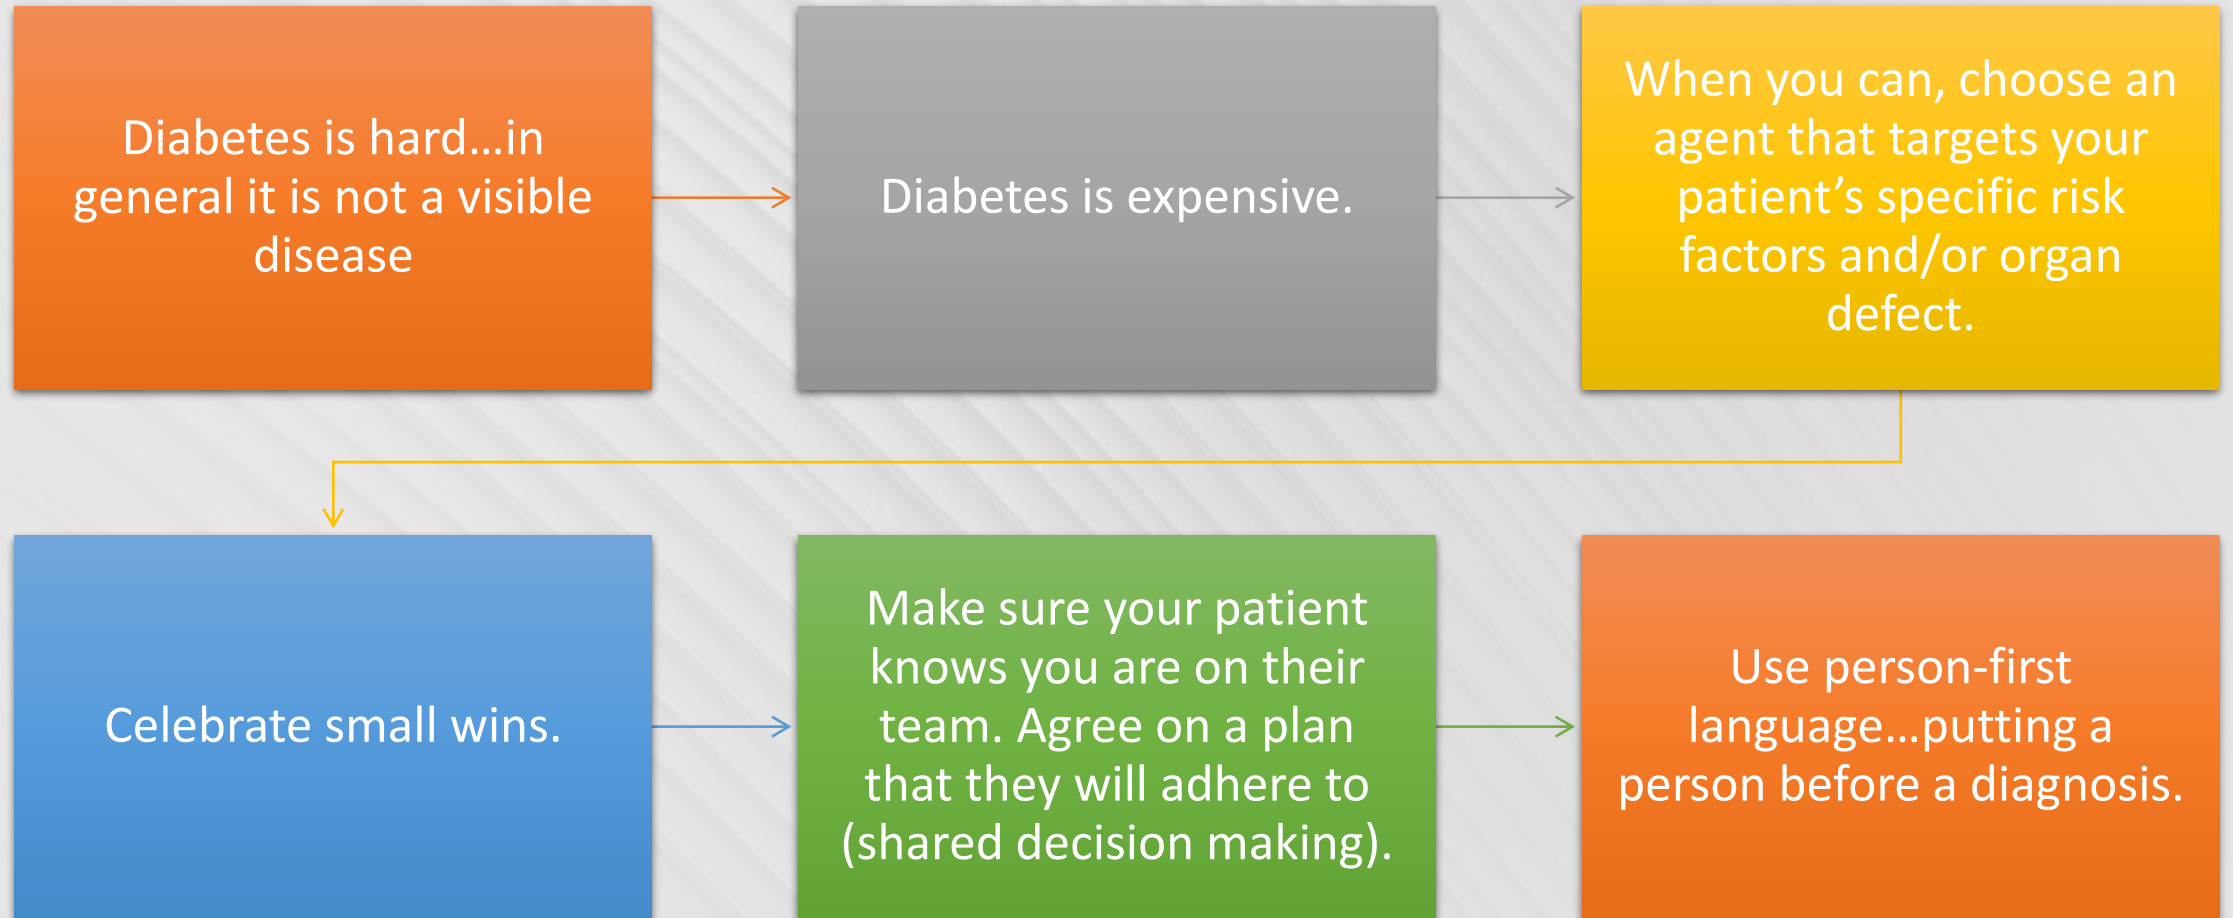 Diabetes is hard...in
general it is not a visible
disease
Diabetes is expensive.
When you can, choose an
agent that targets your
patient’s specific risk
factors and/or organ
defect.
Celebrate small wins.
Make sure your patient
knows you are on their
team. Agree on a plan
that they will adhere to
(shared decision making).
Use person-first
language...putting a
person before a diagnosis.